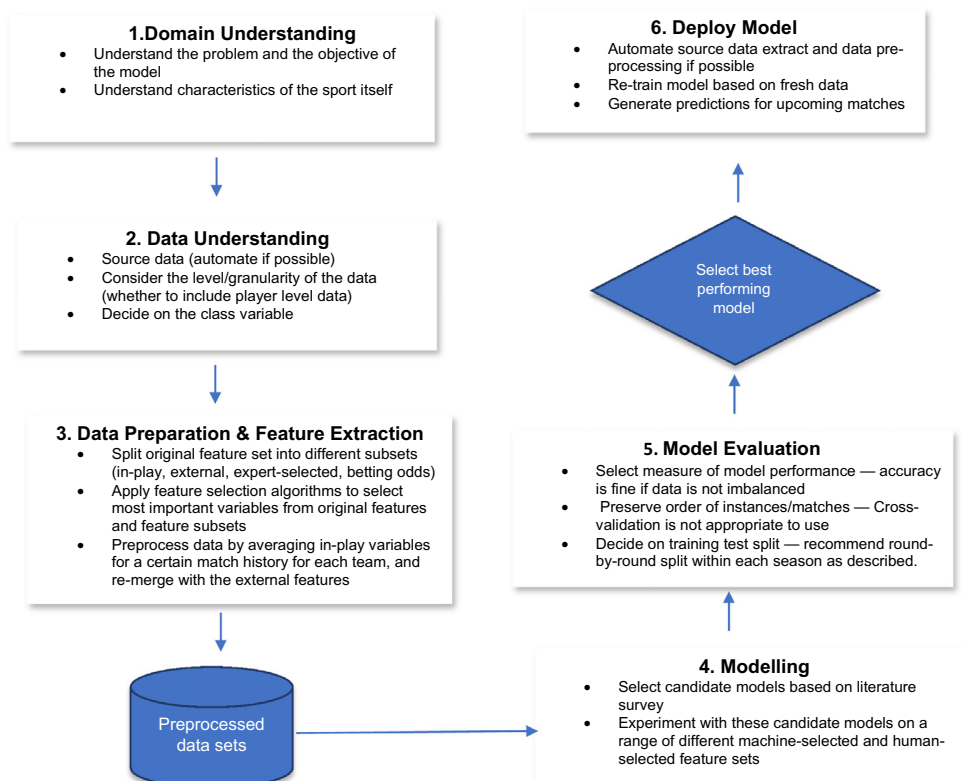 1.Domain Understanding
• Understand the problem and the objective of
the model
• Understand characteristics of the sport itself
2. Data Understanding
• Source data (automate if possible)
• Consider the level/granularity of the data
(whether to include player level data)
• Decide on the class variable
3. Data Preparation & Feature Extraction
• Split original feature set into different subsets
(in-play, external, expert-selected, betting odds)
• Apply feature selection algorithms to select
most important variables from original features
and feature subsets
• Preprocess data by averaging in-play variables
for a certain match history for each team, and
re-merge with the external features
Preprocessed
data sets
4. Modelling
• Select candidate models based on literature
survey
• Experiment with these candidate models on a
range of different machine-selected and human-
selected feature sets
5. Model Evaluation
• Select measure of model performance — accuracy
is fine if data is not imbalanced
• Preserve order of instances/matches — Cross-
validation is not appropriate to use
• Decide on training test split — recommend round-
by-round split within each season as described.
Select best
performing
model
6. Deploy Model
• Automate source data extract and data pre-
processing if possible
• Re-train model based on fresh data
• Generate predictions for upcoming matches